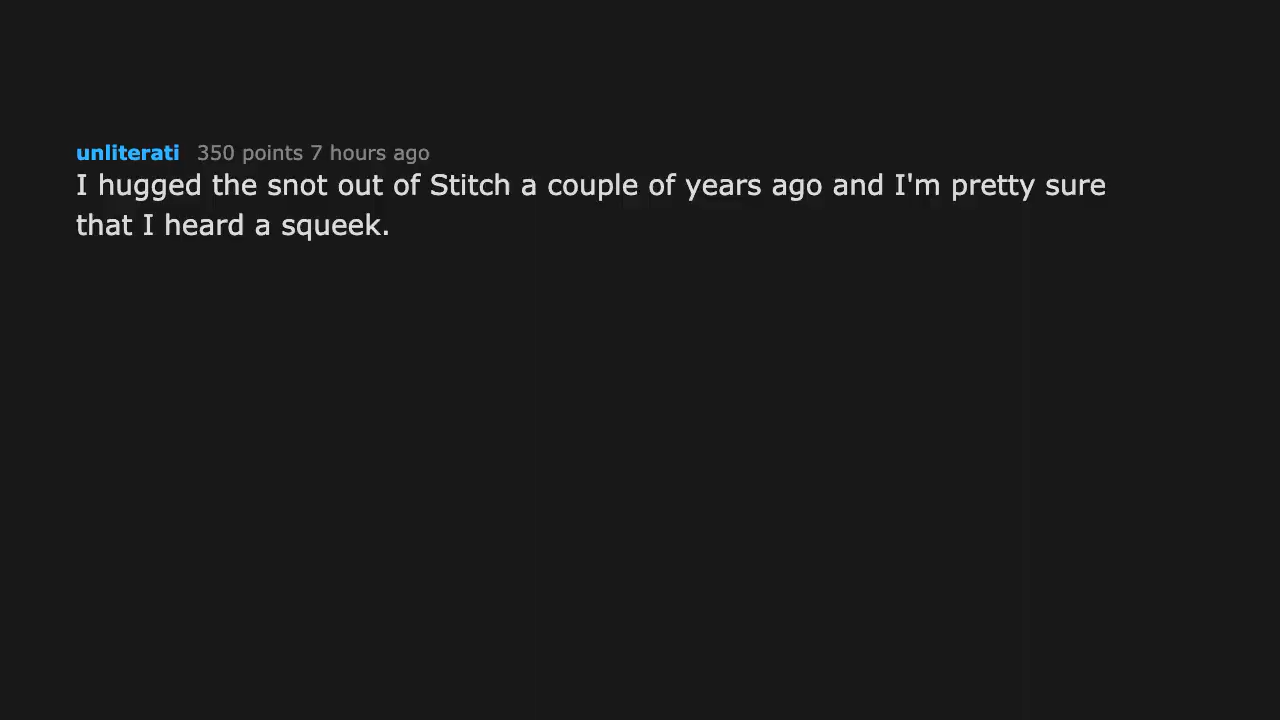 unliterati 350 points 7 hours ago
I hugged the snot out of Stitch a couple of years ago and I'm pretty sure
that I heard a squeek.